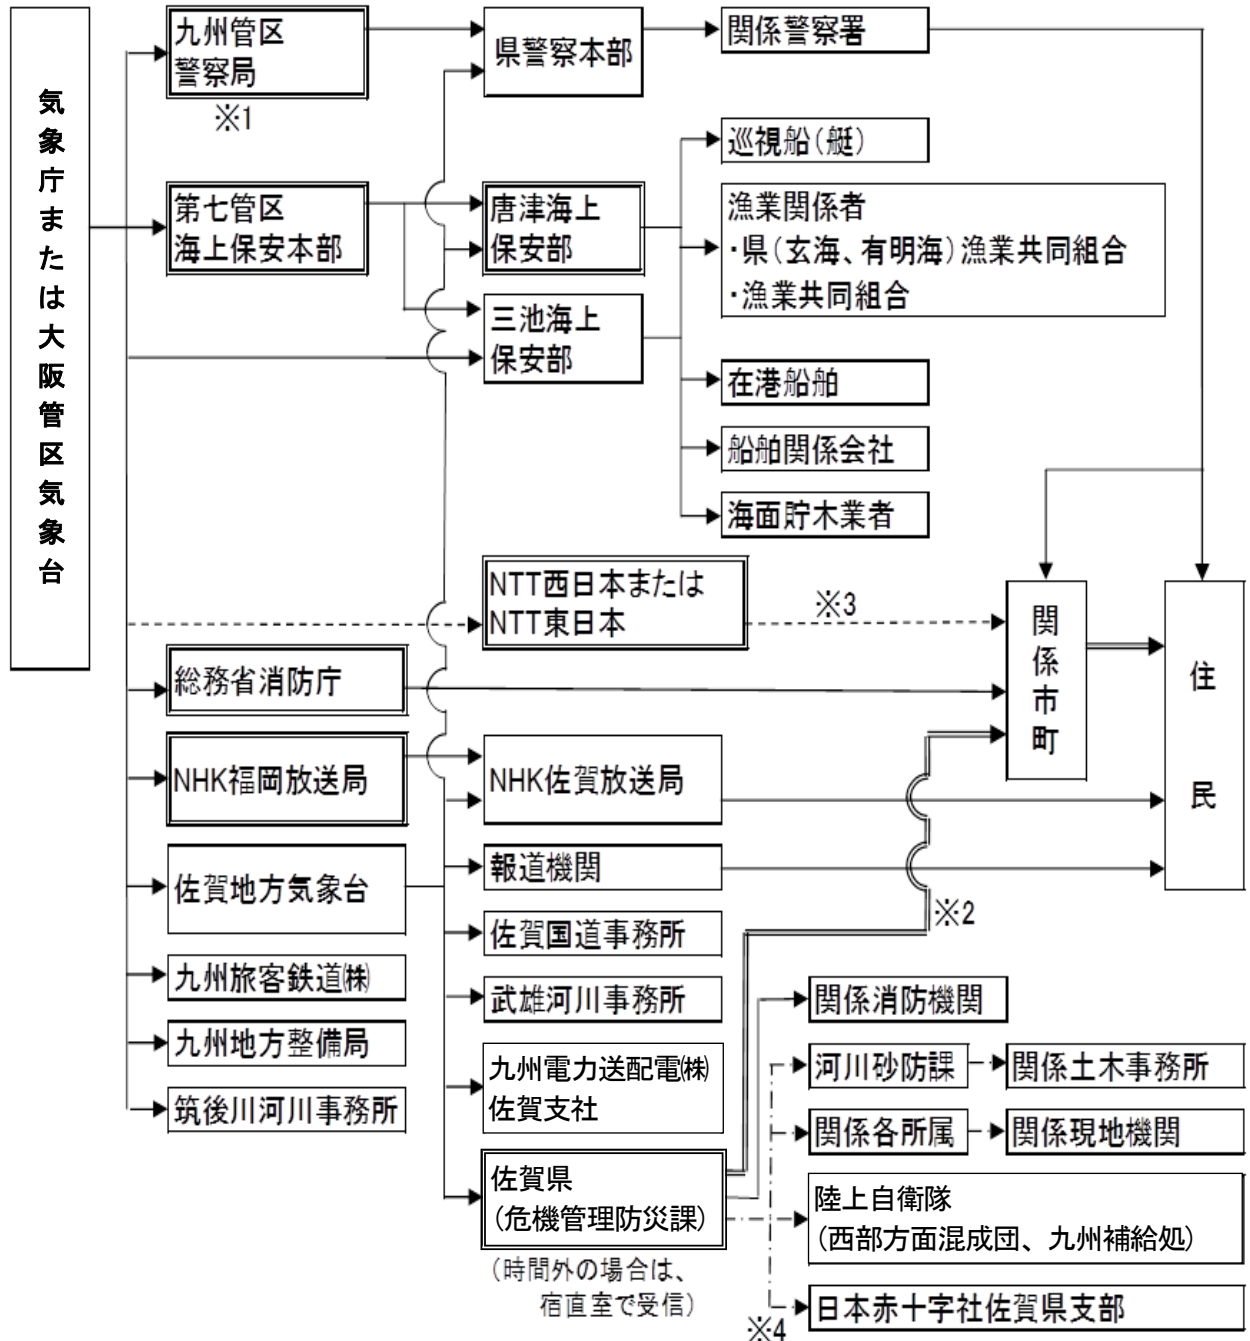 気象庁または大阪管区気象台
九州管区
警察局
※1
県警察本部
関係警察署
第七管区
海上保安本部
唐津海上
保安部
三池海上
保安部
巡視船(艇)
漁業関係者
・県(玄海、有明海)漁業共同組合
・漁業共同組合
在港船舶
船舶関係会社
海面貯木業者
NTT西日本または
NTT東日本
※3
関係市町
住民
総務省消防庁
NHK福岡放送局
NHK佐賀放送局
佐賀地方気象台
報道機関
佐賀国道事務所
※2
九州旅客鉄道㈱
武雄河川事務所
関係消防機関
九州地方整備局
九州電力送配電㈱
佐賀支社
河川砂防課
関係土木事務所
筑後川河川事務所
関係各所属
関係現地機関
佐賀県
(危機管理防災課)
陸上自衛隊
(西部方面混成団、九州補給処)
(時間外の場合は、
宿直室で受信)
日本赤十字社佐賀県支部
※4